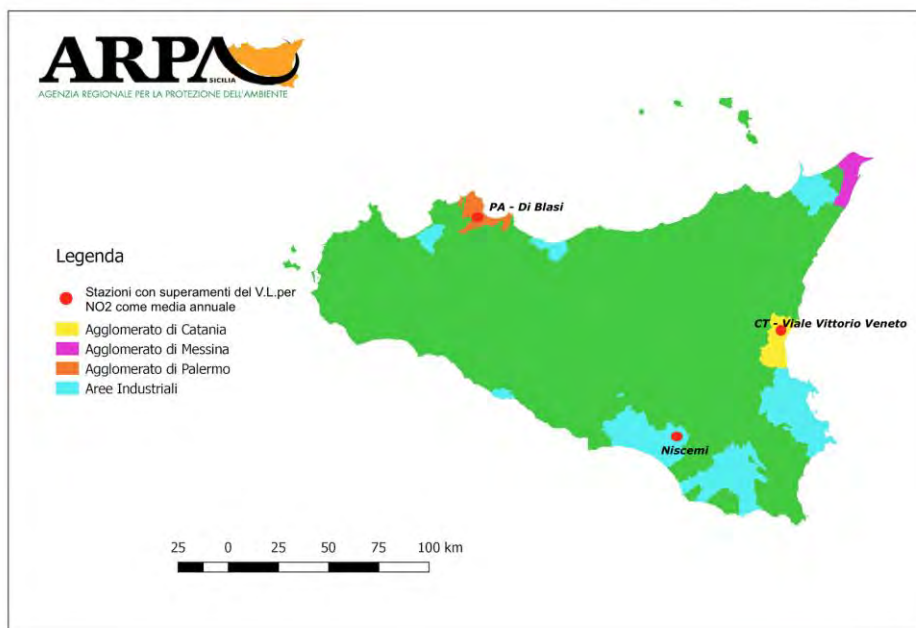 ARPA
SICILIA
AGENZIA REGIONALE PER LA PROTEZIONE DELL'AMBIENTE
PA - Di Blasi
Legenda
Stazioni con superamenti del V.L.per
NO2 come media annuale
Agglomerato di Catania
Agglomerato di Messina
Agglomerato di Palermo
Aree Industriali
CT - Viale Vittorio Veneto
Niscemi
25 0 25 50 75 100 km